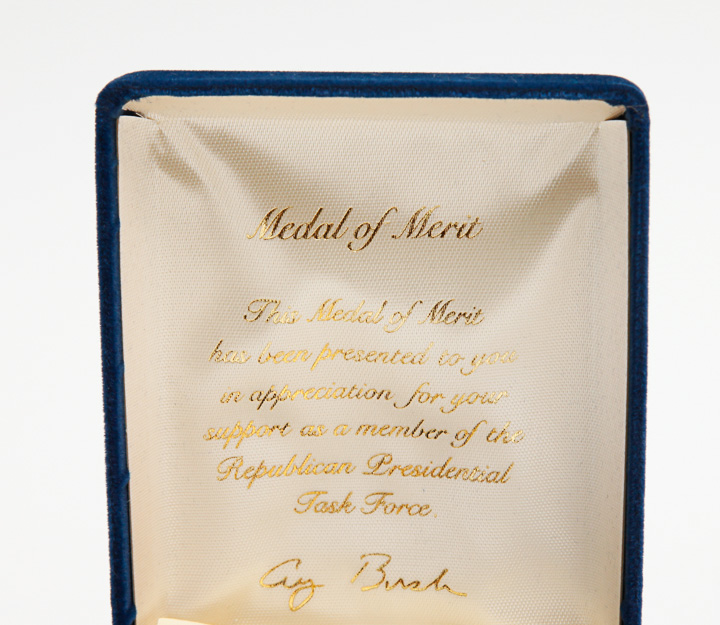 Medal of Merit
This Medal of Merit
has been presented to you
in appreciation for your
support as a member of the
Republican Presidential
Task Force.
Bush